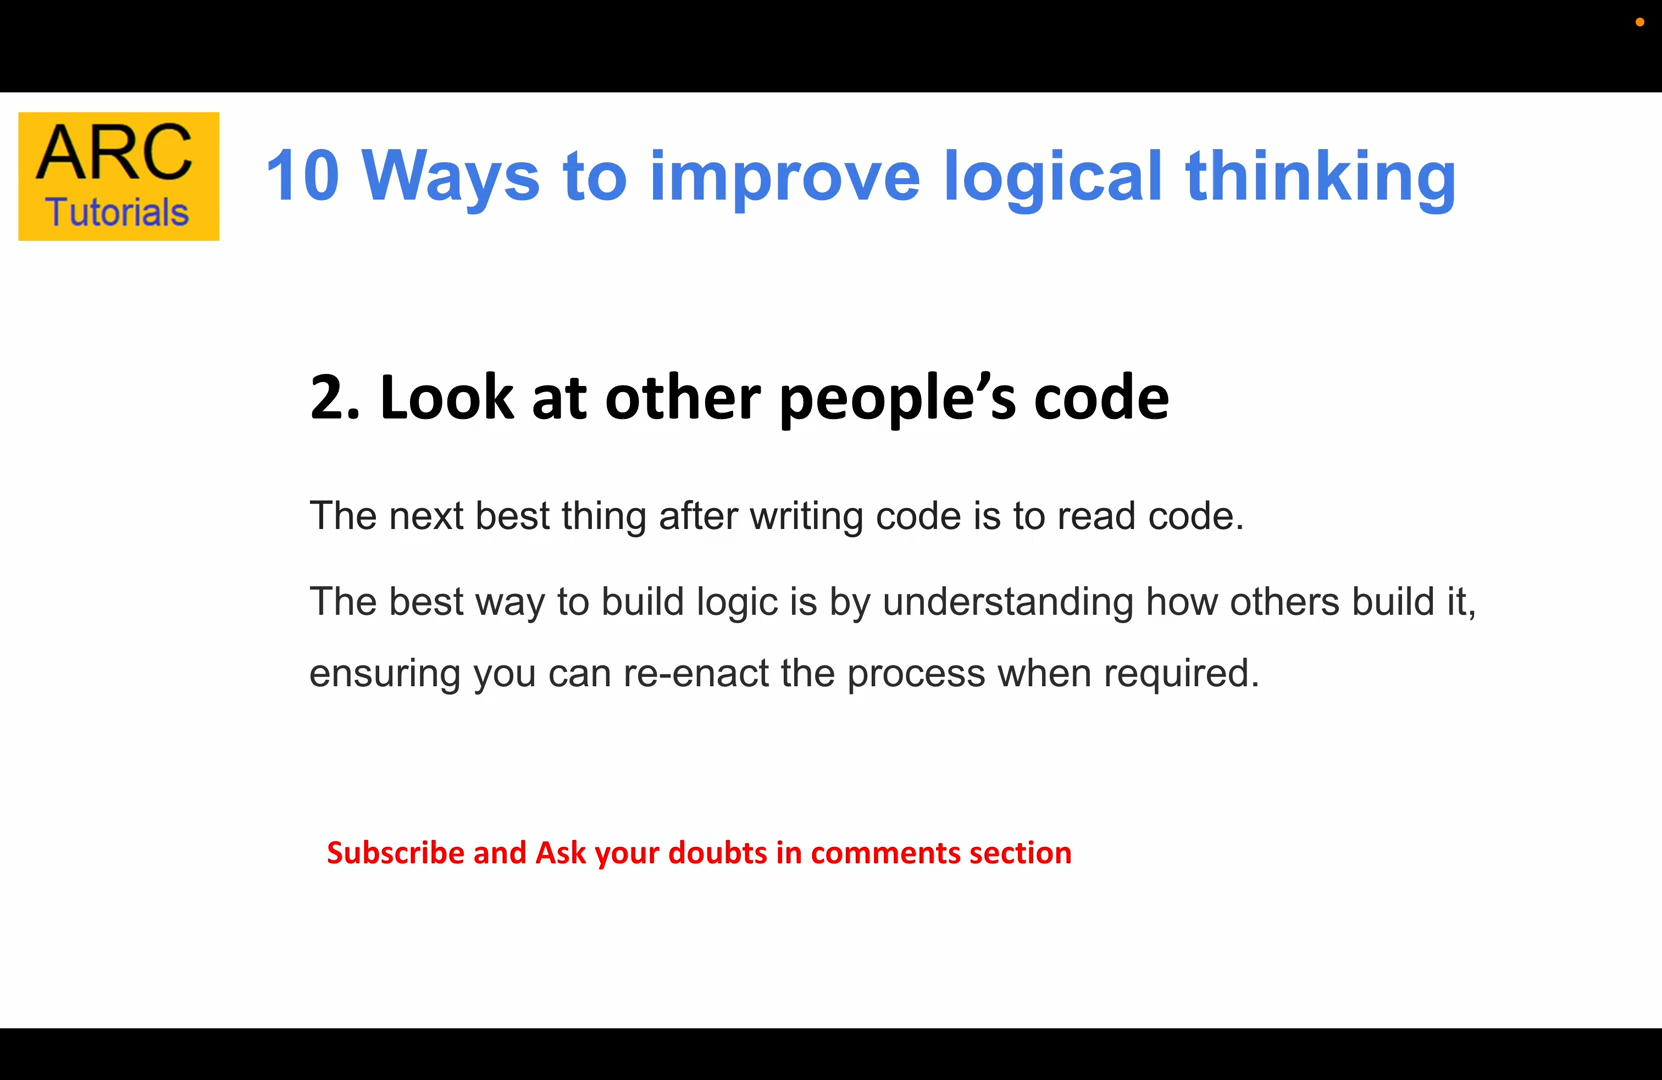 ARC
Tutorials
10 Ways to improve logical thinking
2. Look at other people’s code
The next best thing after writing code is to read code.
The best way to build logic is by understanding how others build it,
ensuring you can re-enact the process when required.
Subscribe and Ask your doubts in comments section